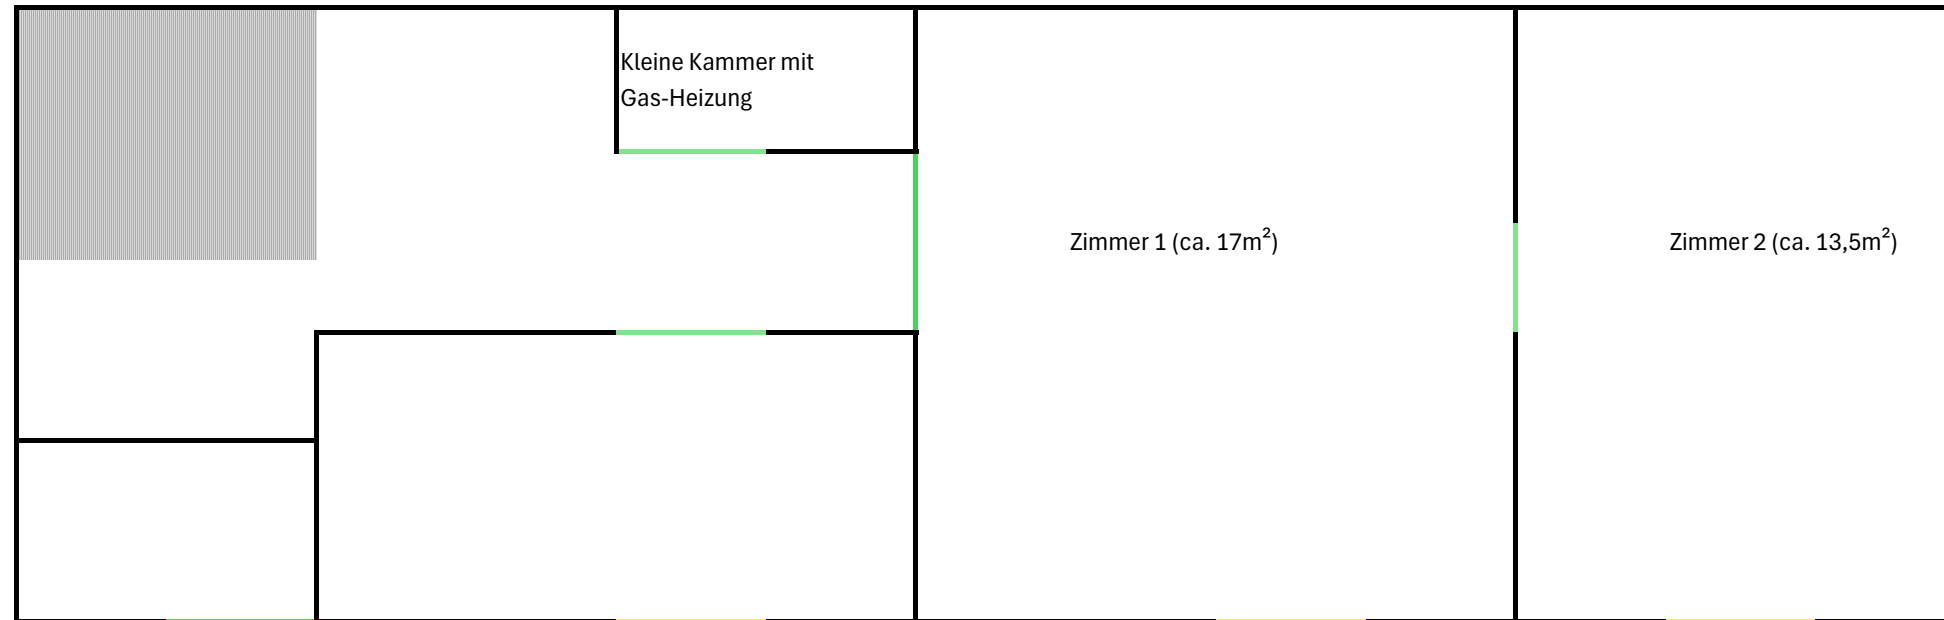 Kleine Kammer mit
Gas-Heizung
Zimmer 1 (ca. 17m²)
Zimmer 2 (ca. 13,5m²)